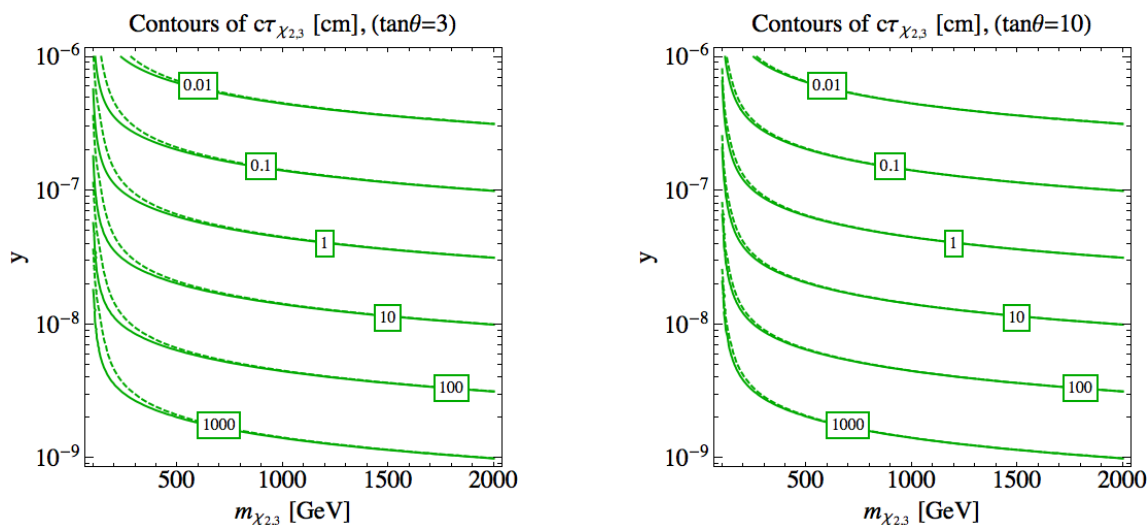 Contours of cτχ2,3 [cm], (tanθ=3)
10⁻⁶
10⁻⁷
10⁻⁸
10⁻⁹
y
0.01
0.1
1
10
100
1000
500 1000 1500 2000
mχ2,3 [GeV]
Contours of cτχ2,3 [cm], (tanθ=10)
10⁻⁶
10⁻⁷
10⁻⁸
10⁻⁹
y
0.01
0.1
1
10
100
1000
500 1000 1500 2000
mχ2,3 [GeV]